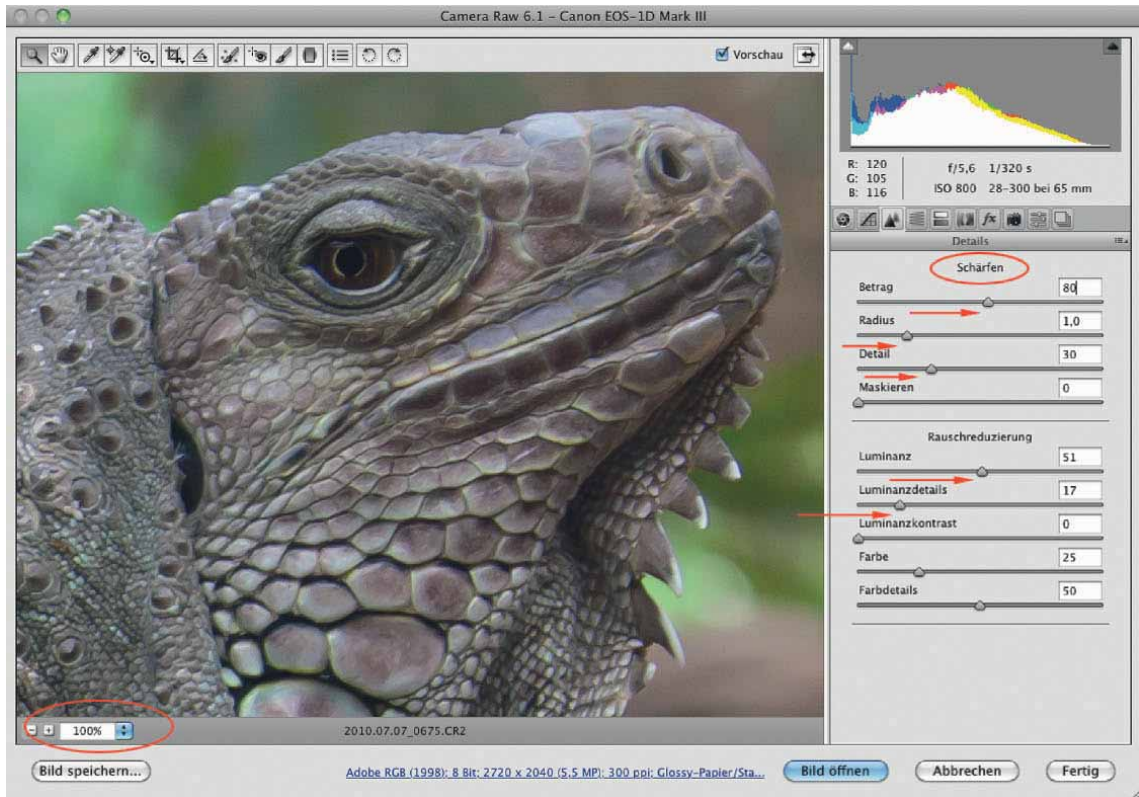 Camera Raw 6.1 – Canon EOS-1D Mark III
Vorschau
R: 120
G: 105
B: 116
f/5,6 1/320 s
ISO 800 28–300 bei 65 mm
fx
Details
Schärfen
Betrag 80
Radius 1,0
Detail 30
Maskieren 0
Rauschreduzierung
Luminanz 51
Luminanzdetails 17
Luminanzkontrast 0
Farbe 25
Farbdetails 50
100%
2010.07.07_0675.CR2
Bild speichern...
Adobe RGB (1998); 8 Bit; 2720 x 2040 (5,5 MP); 300 ppi; Glossy-Papier/Sta...
Bild öffnen
Abbrechen
Fertig